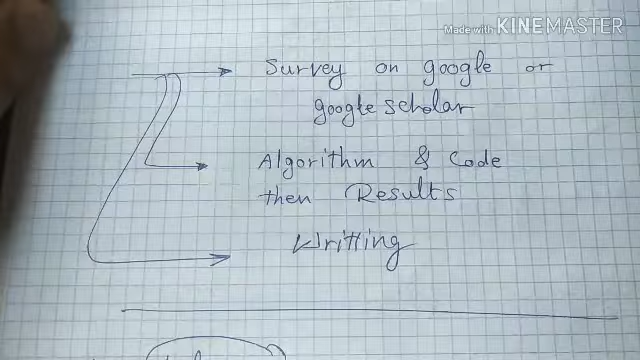 Made with KINEMASTER
Survey on google or
google scholar
Algorithm & Code
then Results
Writting